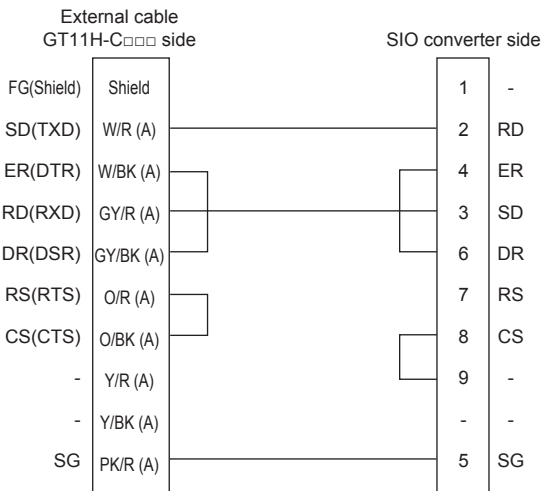 External cable
GT11H-C□□□ side SIO converter side
FG(Shield) Shield 1 -
SD(TXD) W/R (A) 2 RD
ER(DTR) W/BK (A) 4 ER
RD(RXD) GY/R (A) 3 SD
DR(DSR) GY/BK (A) 6 DR
RS(RTS) O/R (A) 7 RS
CS(CTS) O/BK (A) 8 CS
- Y/R (A) 9 -
- Y/BK (A) - -
SG PK/R (A) 5 SG